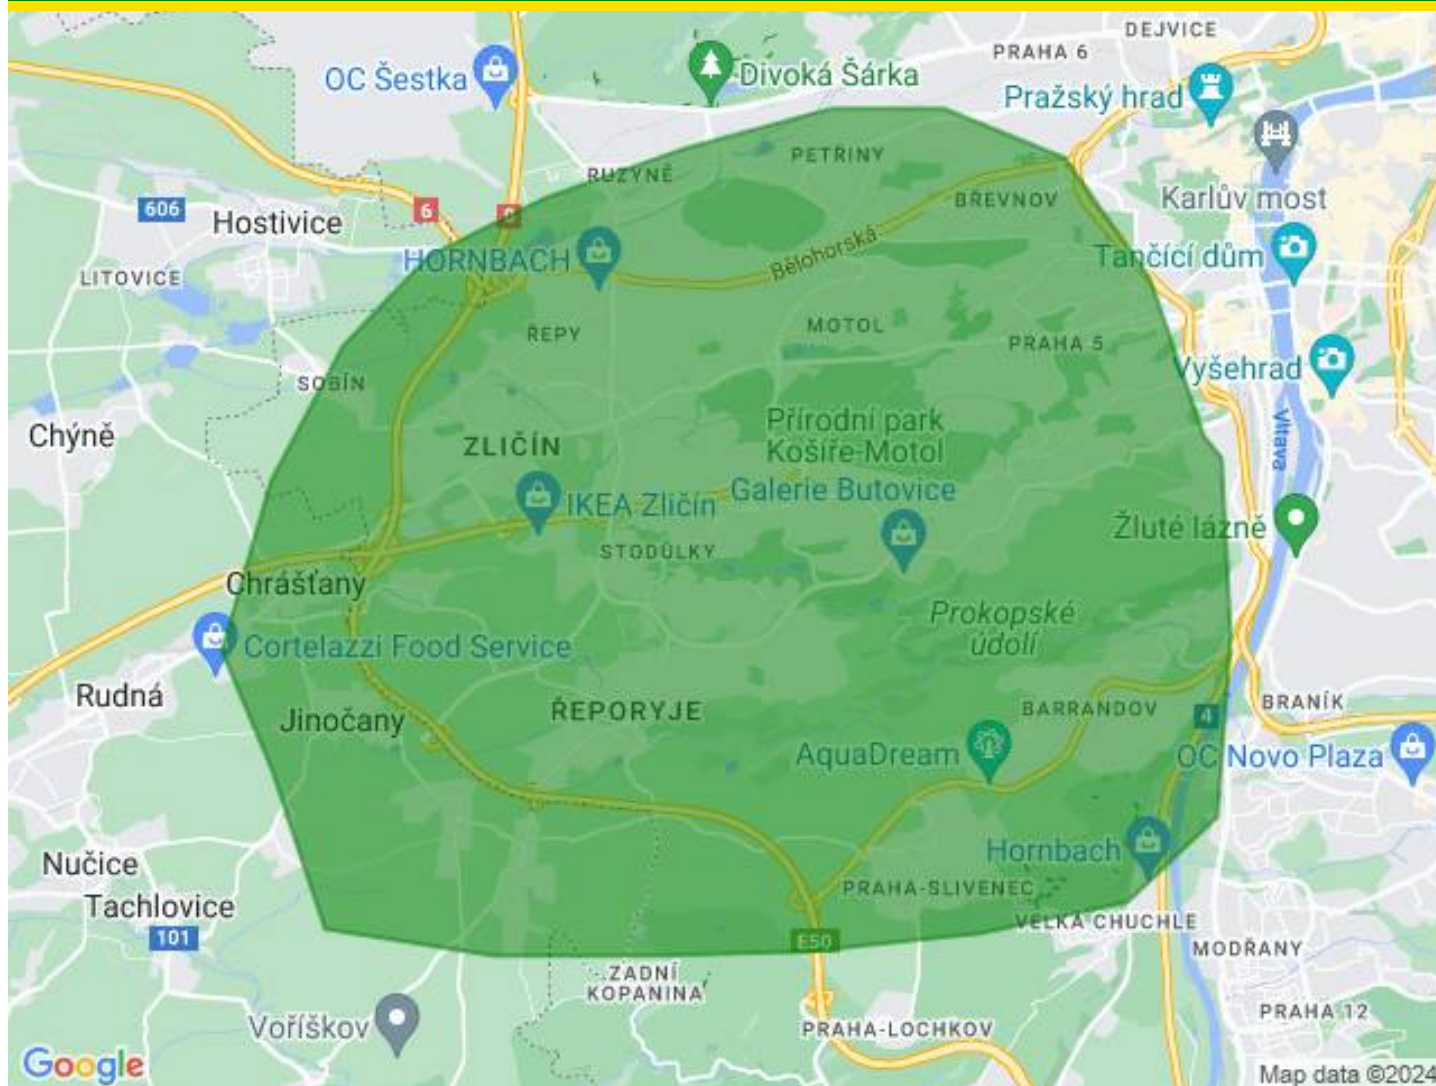 DEJVICE
PRAHA 6
OC Šestka
Divoká Šárka
Pražský hrad
PETŘINY
RUZYNĚ
BŘEVNOV
Karlův most
606
6
6
Hostivice
HORNBACH
Bělohorská
Tančící dům
LITOVICE
ŘEPY
MOTOL
PRAHA 5
Vyšehrad
SOBÍN
Chýně
ZLIČÍN
Přírodní park
Košíře-Motol
Vltava
IKEA Zličín
Galerie Butovice
Žluté lázně
STODŮLKY
Chrášťany
Prokopské
údolí
Cortelazzi Food Service
Rudná
Jinočany
ŘEPORYJE
BARRANDOV
4
BRANÍK
AquaDream
OC Novo Plaza
Nučice
Hornbach
Tachlovice
PRAHA-SLIVENEC
VELKÁ CHUCHLE
101
E50
MODŘANY
ZADNÍ
KOPANINA
Voříškov
PRAHA-LOCHKOV
PRAHA 12
Google
Map data ©2024